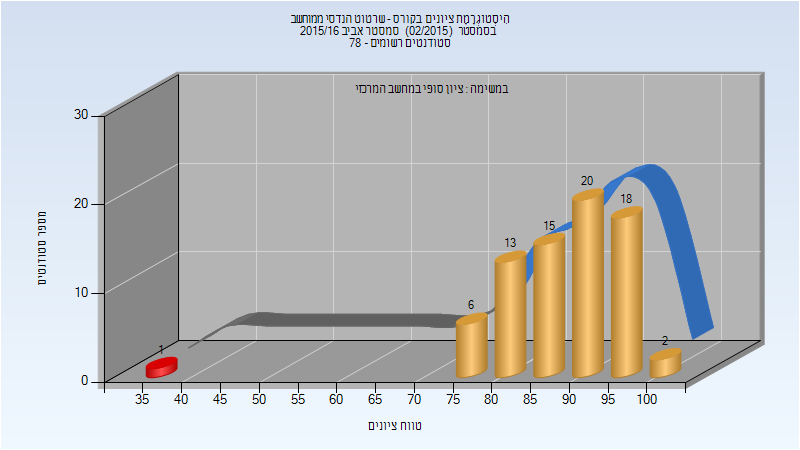 היסטוגרמת ציונים בקורס - שרטוט הנדסי ממוחשב
בסמסטר (02/2015) סמסטר אביב 2015/16
סטודנטים רשומים - 78
במשימה : ציון סופי במחשב המרכזי
30
20
10
0
מספר סטודנטים
1
6
13
15
20
18
2
35 40 45 50 55 60 65 70 75 80 85 90 95 100
טווח ציונים